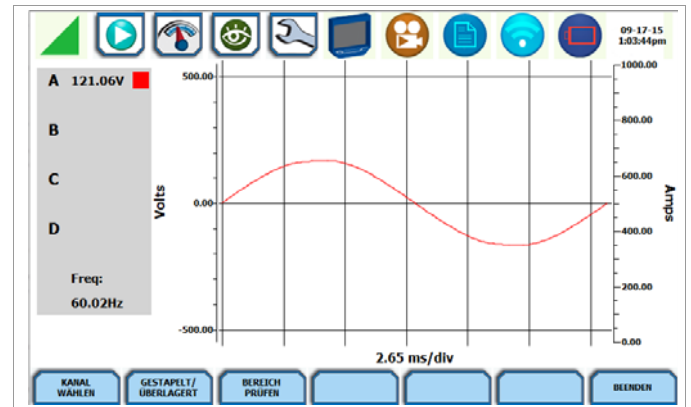 09-17-15
1:03:44pm
A 121.06V
B
C
D
Freq:
60.02Hz
Volts
500.00
0.00
-500.00
1000.00
800.00
600.00
400.00
200.00
0.00
Amps
2.65 ms/div
KANAL
WÄHLEN
GESTAPELT/
ÜBERLAGERT
BEREICH
PRÜFEN
BEENDEN